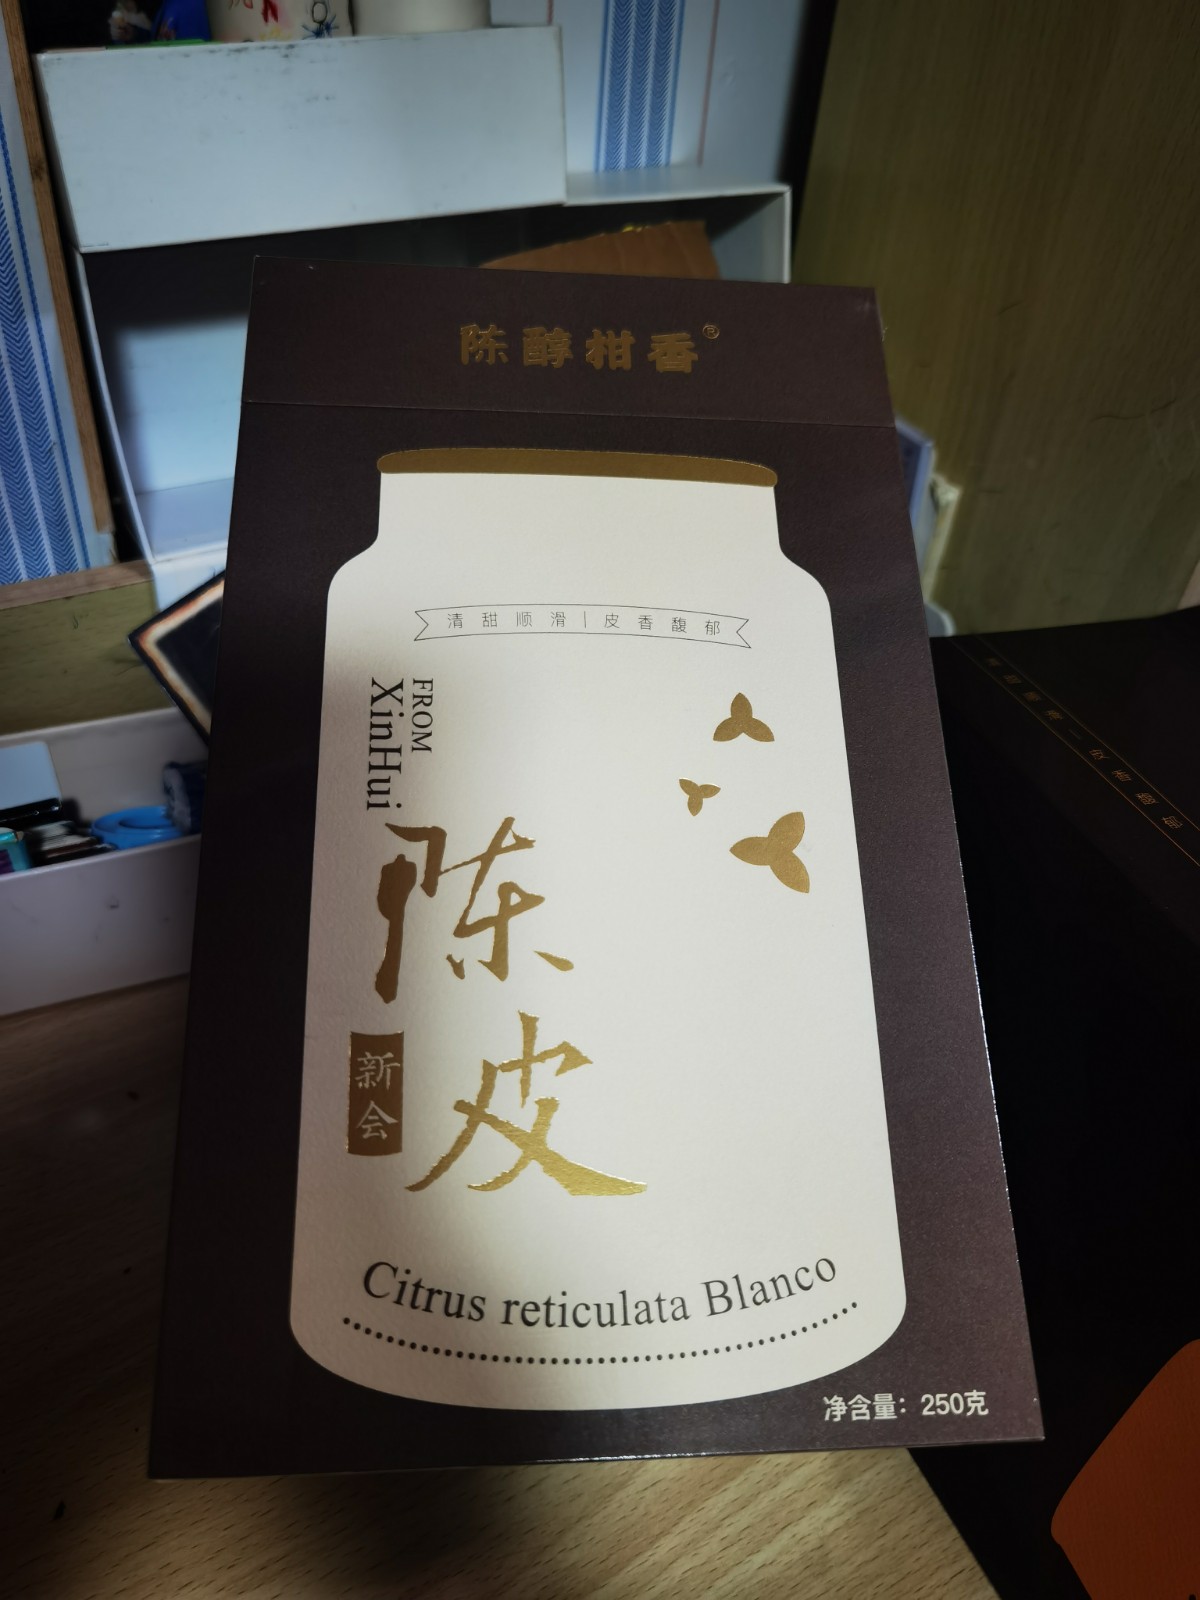 陈醇柑香®
清甜顺滑|皮香馥郁
FROM
XinHui
陈皮
新会
Citrus reticulata Blanco
净含量：250克